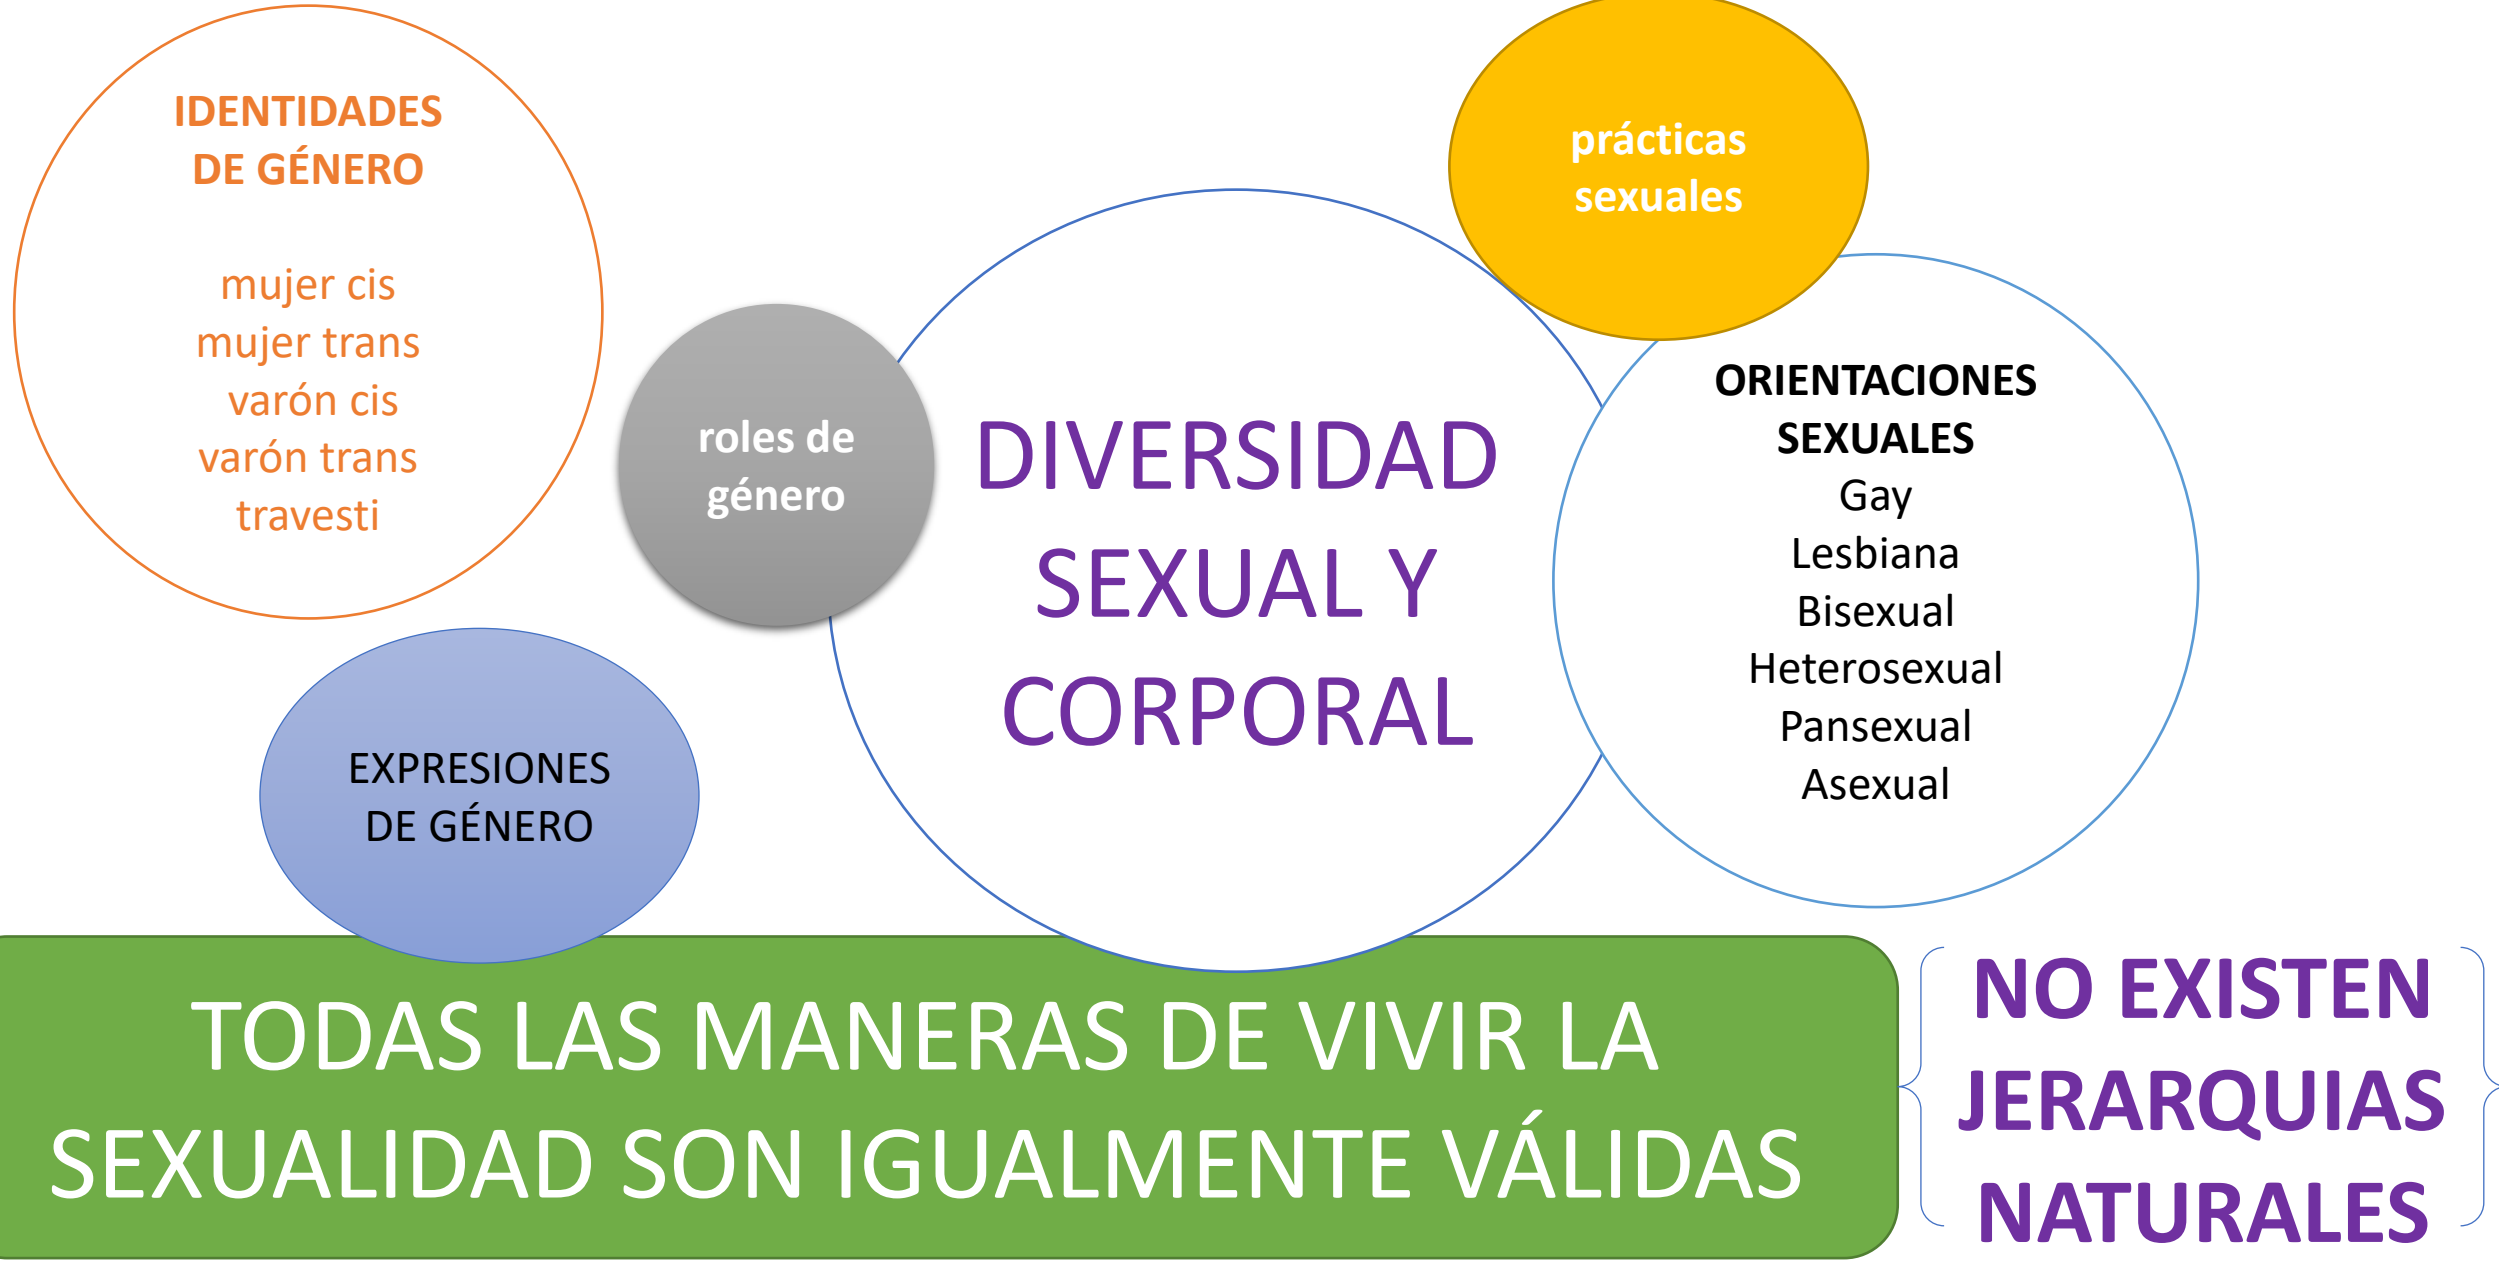 IDENTIDADES
DE GÉNERO
mujer cis
mujer trans
varón cis
varón trans
travesti
roles de
género
EXPRESIONES
DE GÉNERO
DIVERSIDAD
SEXUAL Y
CORPORAL
prácticas
sexuales
ORIENTACIONES
SEXUALES
Gay
Lesbiana
Bisexual
Heterosexual
Pansexual
Asexual
TODAS LAS MANERAS DE VIVIR LA
SEXUALIDAD SON IGUALMENTE VÁLIDAS
NO EXISTEN
JERARQUIAS
NATURALES